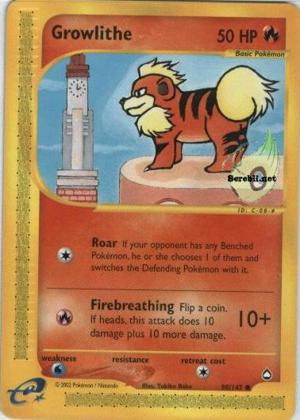 Growlithe 50 HP
Basic Pokémon
Serebii.net
ID. C-08-#
Roar If your opponent has any Benched
Pokémon, he or she chooses 1 of them and
switches the Defending Pokémon with it.
Firebreathing Flip a coin.
If heads, this attack does 10
damage plus 10 more damage.
10+
weakness resistance retreat cost
e
©2002 Pokémon / Nintendo Illus. Yukiko Baba /147